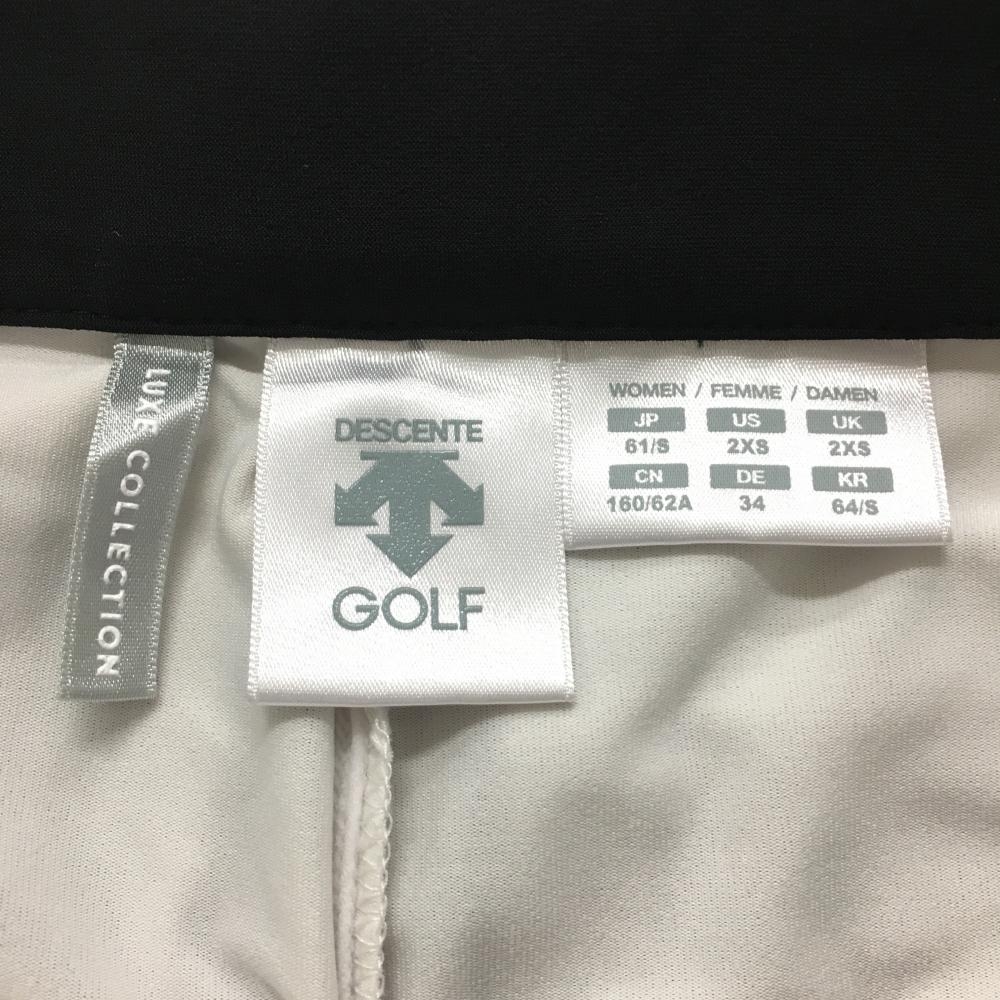 LUXE COLLECTION
DESCENTE
GOLF
WOMEN / FEMME / DAMEN
JP US UK
61/S 2XS 2XS
CN DE KR
160/62A 34 64/S